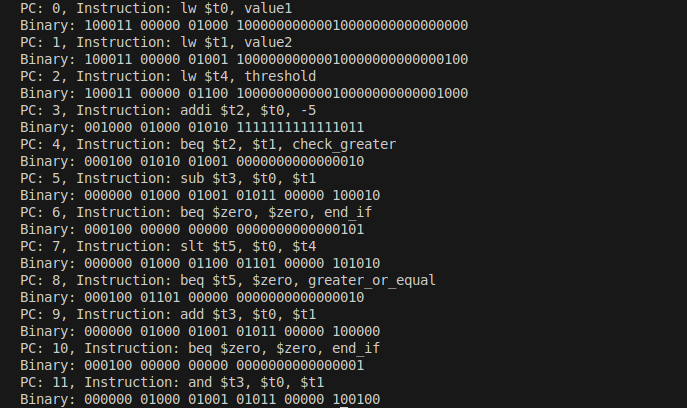 PC: 0, Instruction: lw $t0, value1
Binary: 100011 00000 01000 10000000000010000000000000000
PC: 1, Instruction: lw $t1, value2
Binary: 100011 00000 01001 10000000000010000000000000100
PC: 2, Instruction: lw $t4, threshold
Binary: 100011 00000 01100 10000000000010000000000001000
PC: 3, Instruction: addi $t2, $t0, -5
Binary: 001000 01000 01010 1111111111111011
PC: 4, Instruction: beq $t2, $t1, check_greater
Binary: 000100 01010 01001 0000000000000010
PC: 5, Instruction: sub $t3, $t0, $t1
Binary: 000000 01000 01001 01011 00000 100010
PC: 6, Instruction: beq $zero, $zero, end_if
Binary: 000100 00000 00000 0000000000000101
PC: 7, Instruction: slt $t5, $t0, $t4
Binary: 000000 01000 01100 01101 00000 101010
PC: 8, Instruction: beq $t5, $zero, greater_or_equal
Binary: 000100 01101 00000 0000000000000010
PC: 9, Instruction: add $t3, $t0, $t1
Binary: 000000 01000 01001 01011 00000 100000
PC: 10, Instruction: beq $zero, $zero, end_if
Binary: 000100 00000 00000 0000000000000001
PC: 11, Instruction: and $t3, $t0, $t1
Binary: 000000 01000 01001 01011 00000 100100